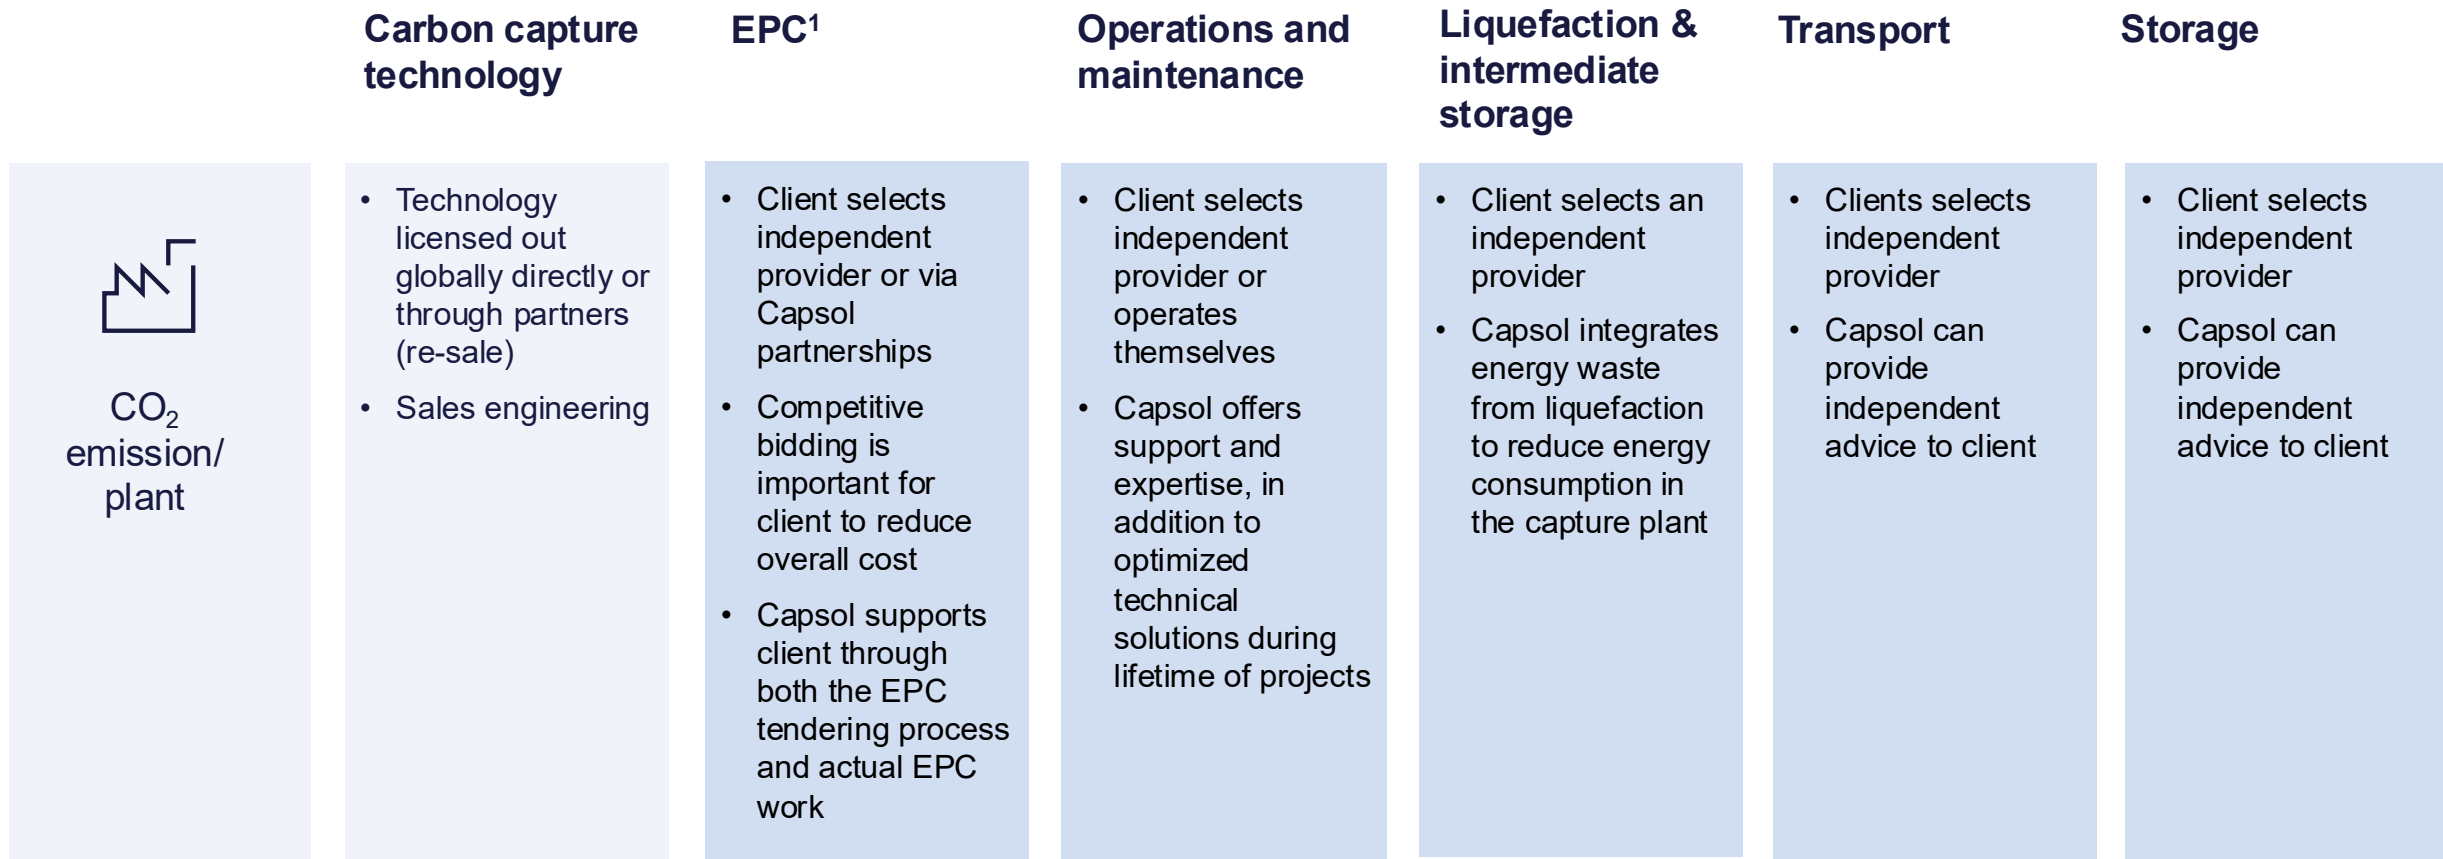 Carbon capture
technology
EPC¹
Operations and
maintenance
Liquefaction &
intermediate
storage
Transport
Storage
CO₂
emission/
plant
• Technology
licensed out
globally directly or
through partners
(re-sale)
• Sales engineering
• Client selects
independent
provider or via
Capsol
partnerships
• Competitive
bidding is
important for
client to reduce
overall cost
• Capsol supports
client through
both the EPC
tendering process
and actual EPC
work
• Client selects
independent
provider or
operates
themselves
• Capsol offers
support and
expertise, in
addition to
optimized
technical
solutions during
lifetime of projects
• Client selects an
independent
provider
• Capsol integrates
energy waste
from liquefaction
to reduce energy
consumption in
the capture plant
• Clients selects
independent
provider
• Capsol can
provide
independent
advice to client
• Client selects
independent
provider
• Capsol can
provide
independent
advice to client